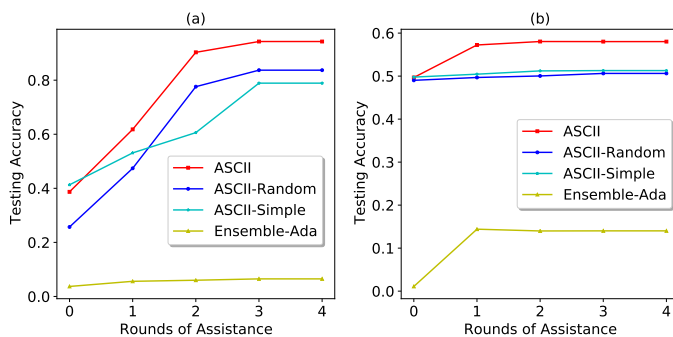 (a)
Testing Accuracy
0.8
0.6
0.4
0.2
0.0
ASCII
ASCII-Random
ASCII-Simple
Ensemble-Ada
0 1 2 3 4
Rounds of Assistance
(b)
Testing Accuracy
0.6
0.5
0.4
0.3
0.2
0.1
0.0
ASCII
ASCII-Random
ASCII-Simple
Ensemble-Ada
0 1 2 3 4
Rounds of Assistance